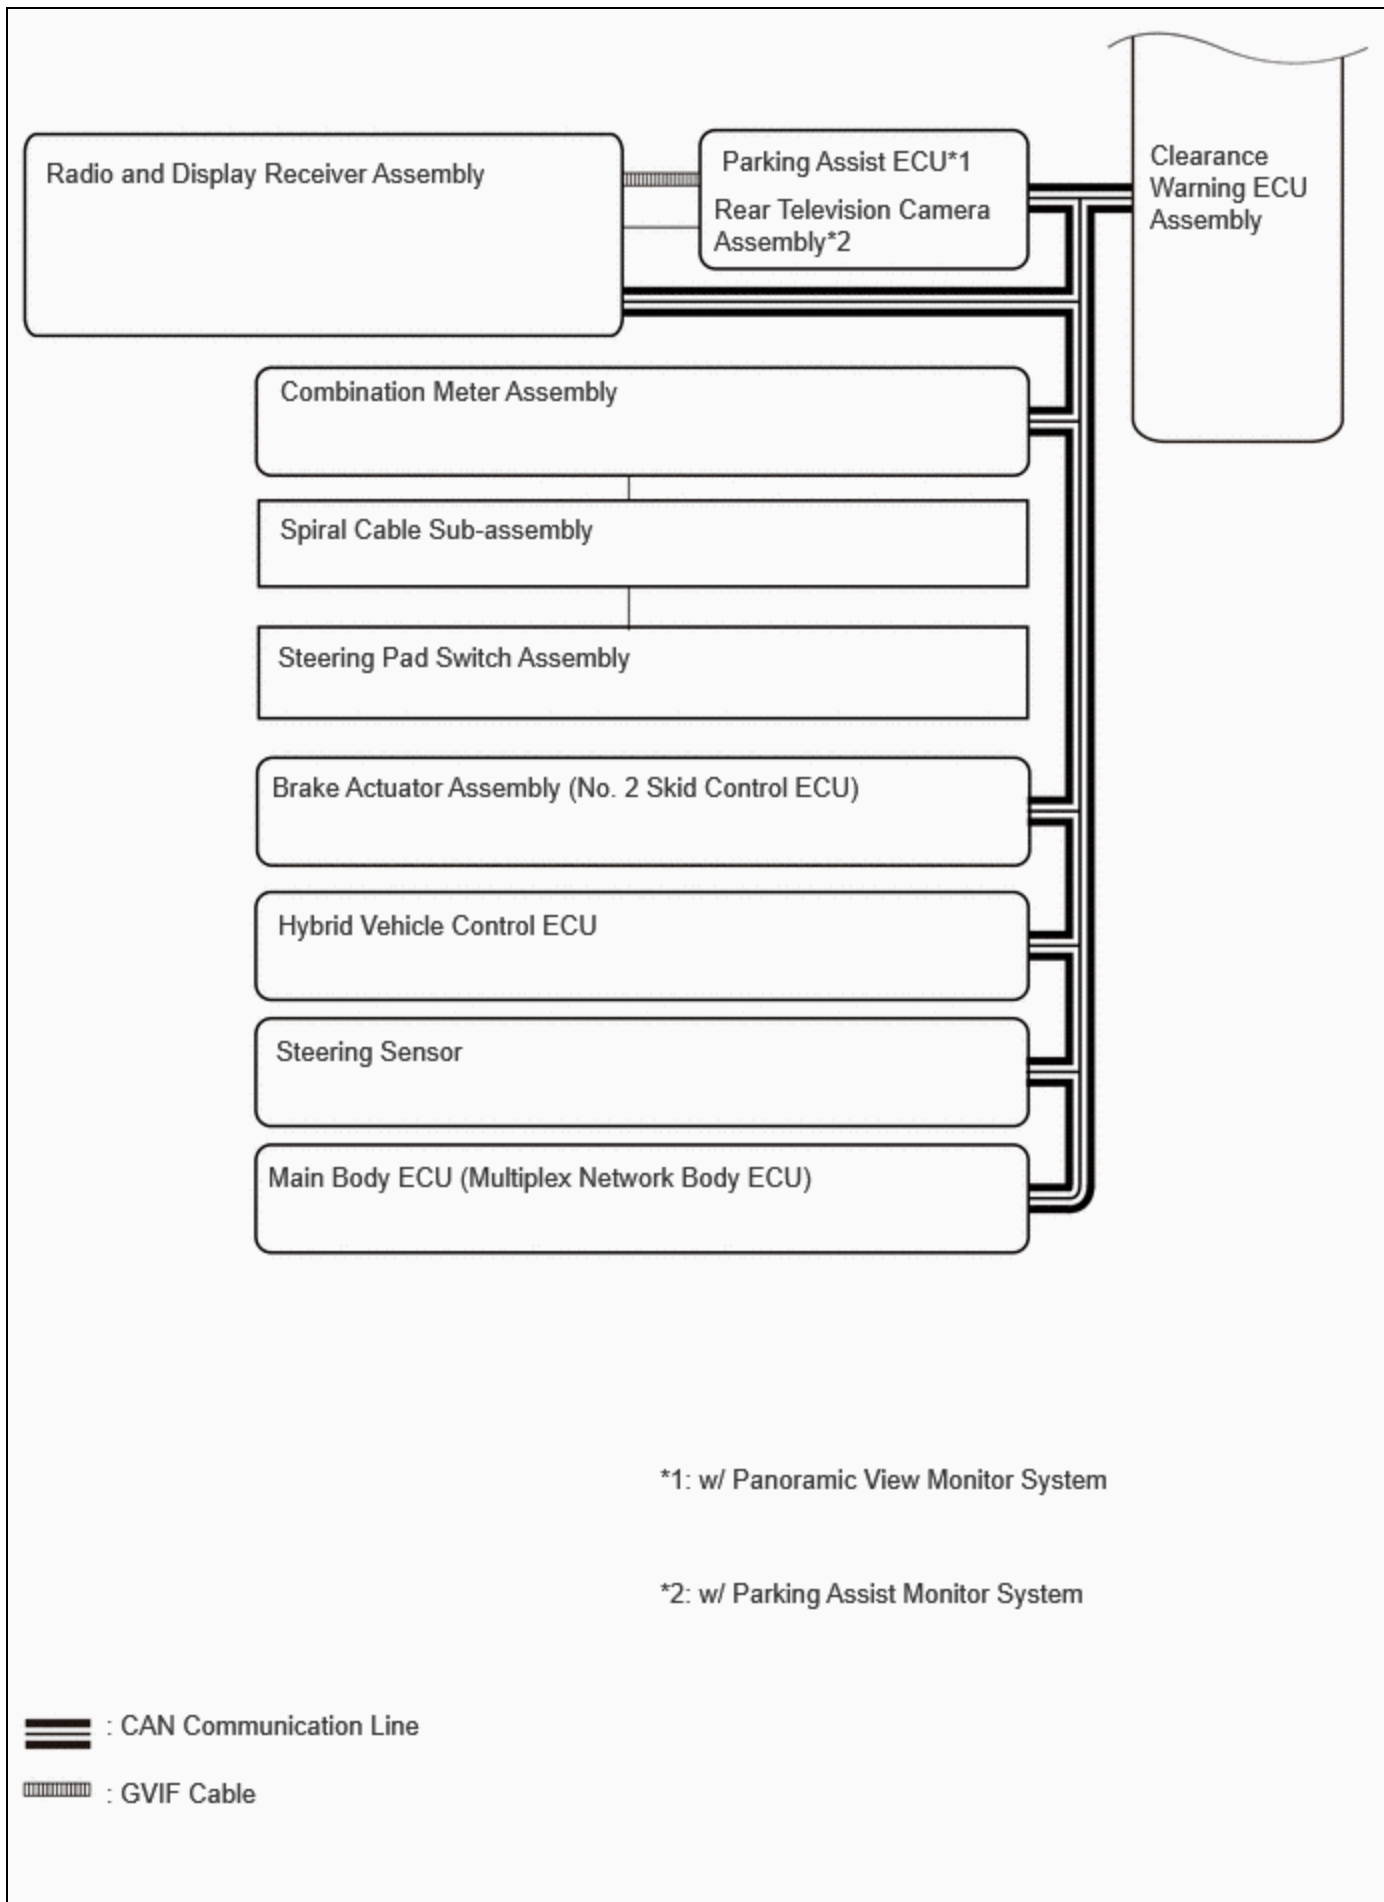 Radio and Display Receiver Assembly
Parking Assist ECU*1
Rear Television Camera
Assembly*2
Clearance
Warning ECU
Assembly
Combination Meter Assembly
Spiral Cable Sub-assembly
Steering Pad Switch Assembly
Brake Actuator Assembly (No. 2 Skid Control ECU)
Hybrid Vehicle Control ECU
Steering Sensor
Main Body ECU (Multiplex Network Body ECU)
*1: w/ Panoramic View Monitor System
*2: w/ Parking Assist Monitor System
: CAN Communication Line
: GVIF Cable